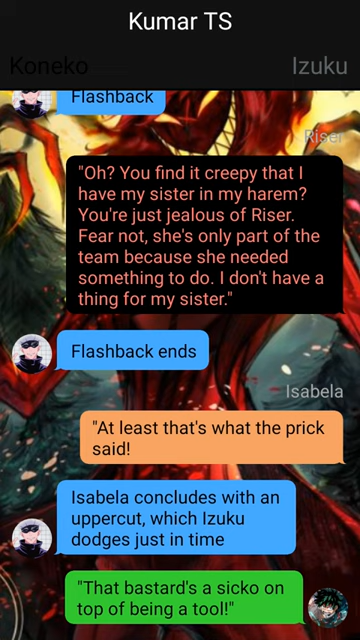 Kumar TS
Koneko
Izuku
Flashback
Riser
"Oh? You find it creepy that I
have my sister in my harem?
You're just jealous of Riser.
Fear not, she's only part of the
team because she needed
something to do. I don't have a
thing for my sister."
Flashback ends
Isabela
"At least that's what the prick
said!
Isabela concludes with an
uppercut, which Izuku
dodges just in time
"That bastard's a sicko on
top of being a tool!"